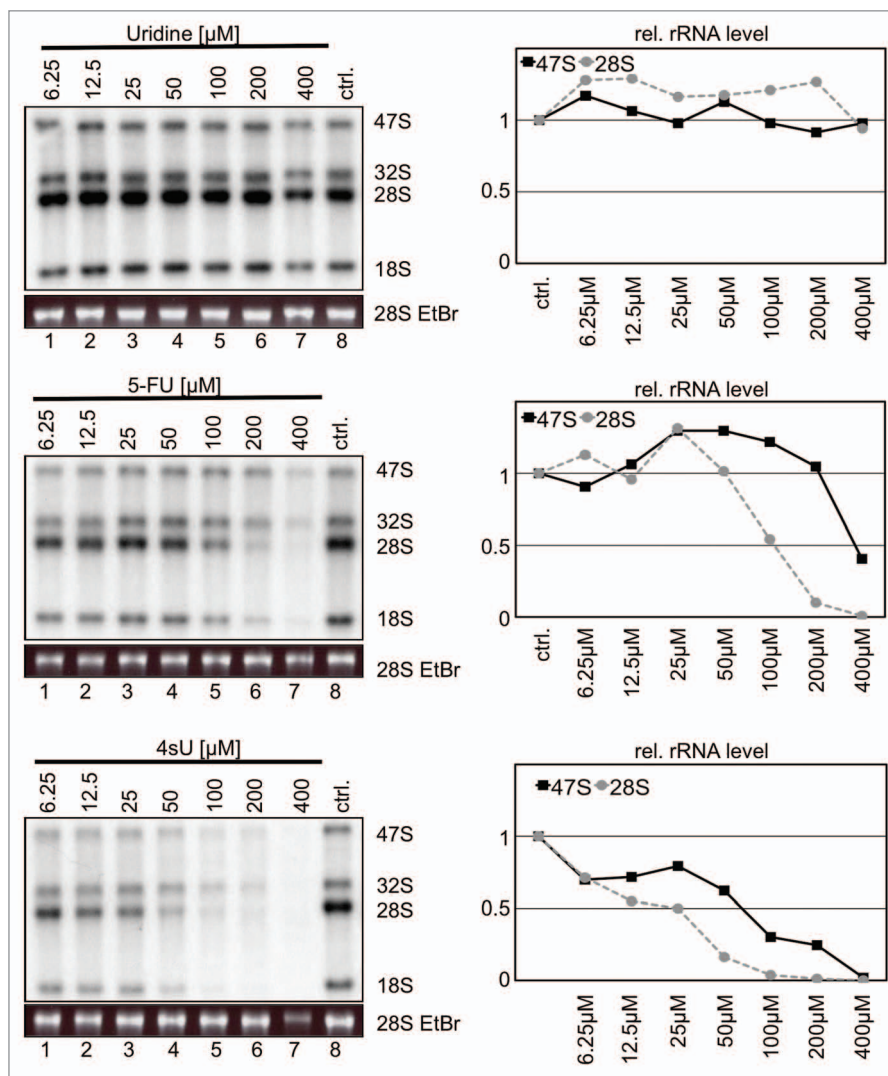 Uridine [µM]
6.25 12.5 25 50 100 200 400 ctrl.
47S
32S
28S
18S
28S EtBr
1 2 3 4 5 6 7 8
rel. rRNA level
47S 28S
1
0.5
0
ctrl. 6.25µM 12.5µM 25µM 50µM 100µM 200µM 400µM
5-FU [µM]
6.25 12.5 25 50 100 200 400 ctrl.
47S
32S
28S
18S
28S EtBr
1 2 3 4 5 6 7 8
rel. rRNA level
47S 28S
1
0.5
0
ctrl. 6.25µM 12.5µM 25µM 50µM 100µM 200µM 400µM
4sU [µM]
6.25 12.5 25 50 100 200 400 ctrl.
47S
32S
28S
18S
28S EtBr
1 2 3 4 5 6 7 8
rel. rRNA level
47S 28S
1
0.5
0
6.25µM 12.5µM 25µM 50µM 100µM 200µM 400µM